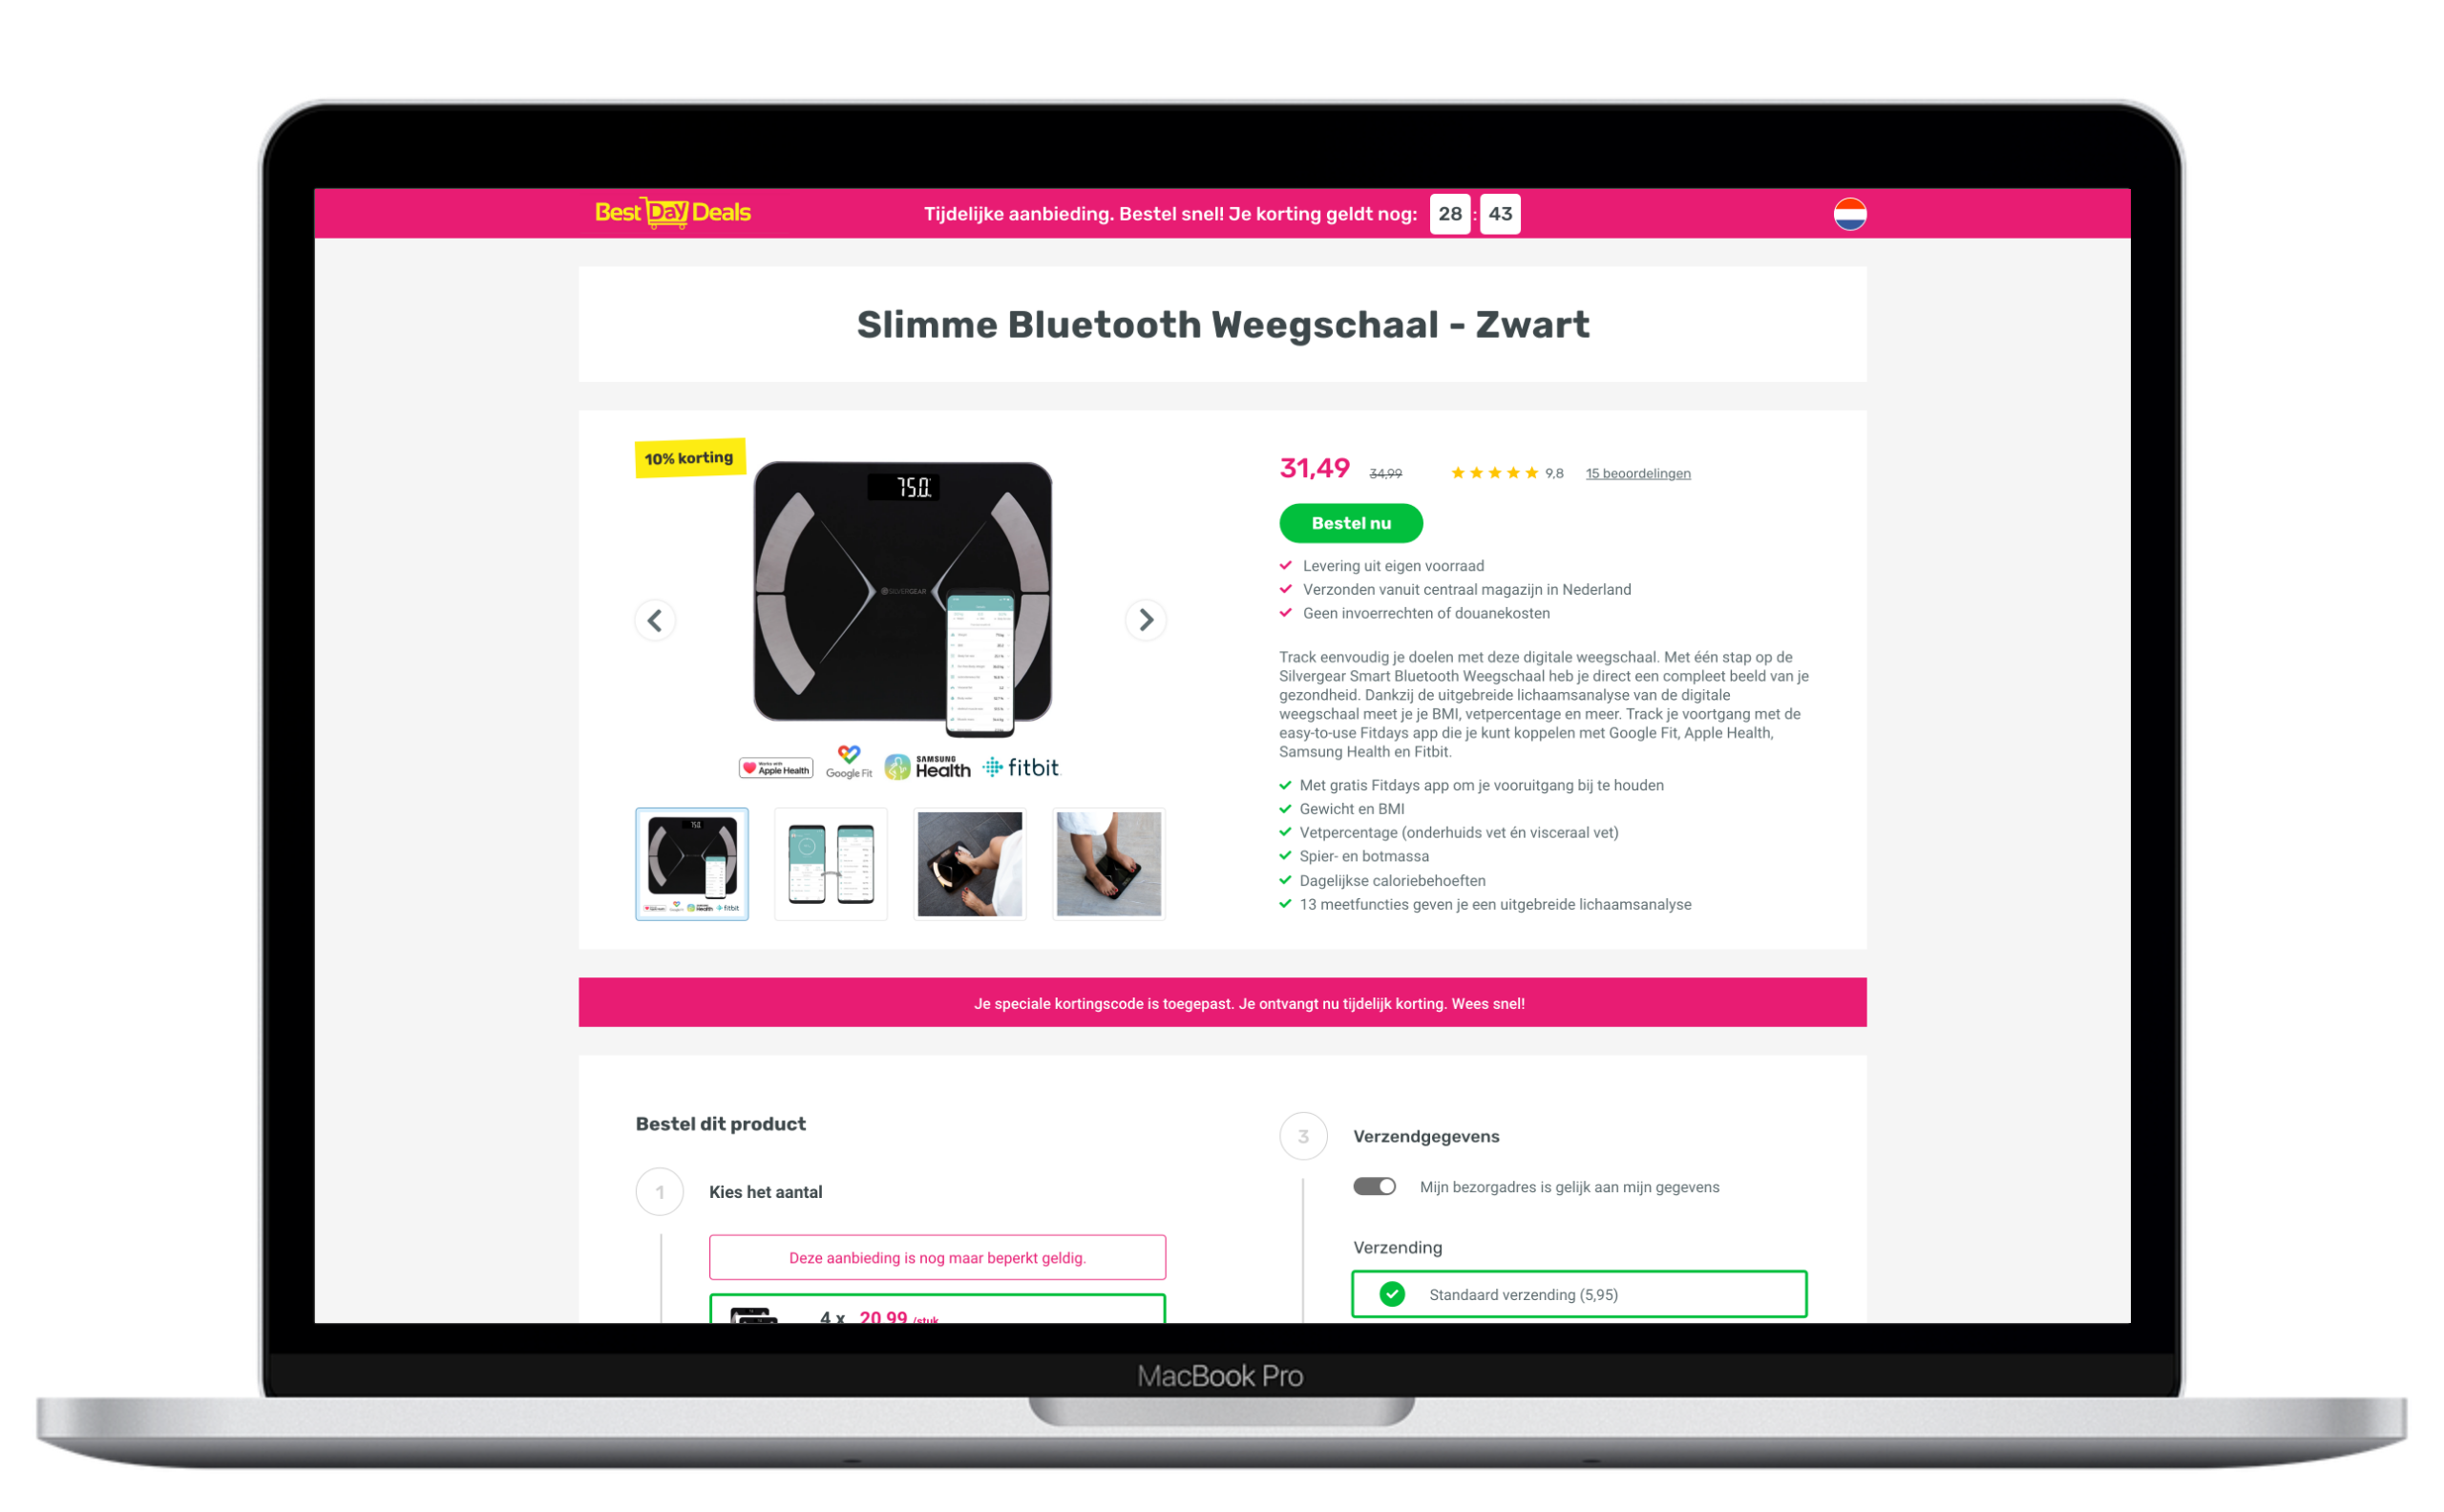 Best Day Deals
Tijdelijke aanbieding. Bestel snel! Je korting geldt nog: 28 : 43
Slimme Bluetooth Weegschaal - Zwart
10% korting
75.0
SILVERGEAR
Works with
Apple Health
Google Fit
SAMSUNG
Health
fitbit
31,49 34,99 9,8 15 beoordelingen
Bestel nu
Levering uit eigen voorraad
Verzonden vanuit centraal magazijn in Nederland
Geen invoerrechten of douanekosten
Track eenvoudig je doelen met deze digitale weegschaal. Met één stap op de
Silvergear Smart Bluetooth Weegschaal heb je direct een compleet beeld van je
gezondheid. Dankzij de uitgebreide lichaamsanalyse van de digitale
weegschaal meet je je BMI, vetpercentage en meer. Track je voortgang met de
easy-to-use Fitdays app die je kunt koppelen met Google Fit, Apple Health,
Samsung Health en Fitbit.
Met gratis Fitdays app om je vooruitgang bij te houden
Gewicht en BMI
Vetpercentage (onderhuids vet én visceraal vet)
Spier- en botmassa
Dagelijkse caloriebehoeften
13 meetfuncties geven je een uitgebreide lichaamsanalyse
Je speciale kortingscode is toegepast. Je ontvangt nu tijdelijk korting. Wees snel!
Bestel dit product
1 Kies het aantal
Deze aanbieding is nog maar beperkt geldig.
4 x 20,99 /stuk
3 Verzendgegevens
Mijn bezorgadres is gelijk aan mijn gegevens
Verzending
Standaard verzending (5,95)
MacBook Pro